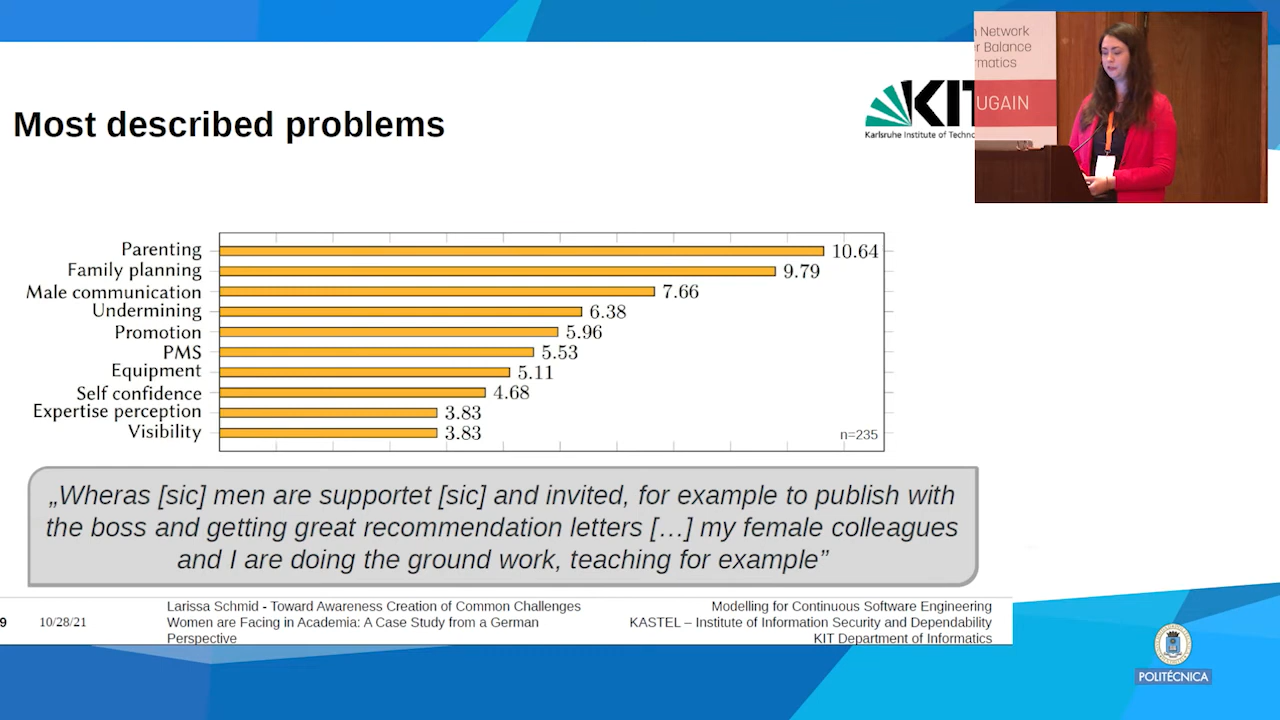 Most described problems
KIT
Karlsruhe Institute of Technol
n Network
r Balance
rmatics
UGAIN
Parenting 10.64
Family planning 9.79
Male communication 7.66
Undermining 6.38
Promotion 5.96
PMS 5.53
Equipment 5.11
Self confidence 4.68
Expertise perception 3.83
Visibility 3.83
n=235
„Wheras [sic] men are supportet [sic] and invited, for example to publish with
the boss and getting great recommendation letters […] my female colleagues
and I are doing the ground work, teaching for example”
9
10/28/21
Larissa Schmid - Toward Awareness Creation of Common Challenges
Women are Facing in Academia: A Case Study from a German
Perspective
Modelling for Continuous Software Engineering
KASTEL – Institute of Information Security and Dependability
KIT Department of Informatics
POLITÉCNICA